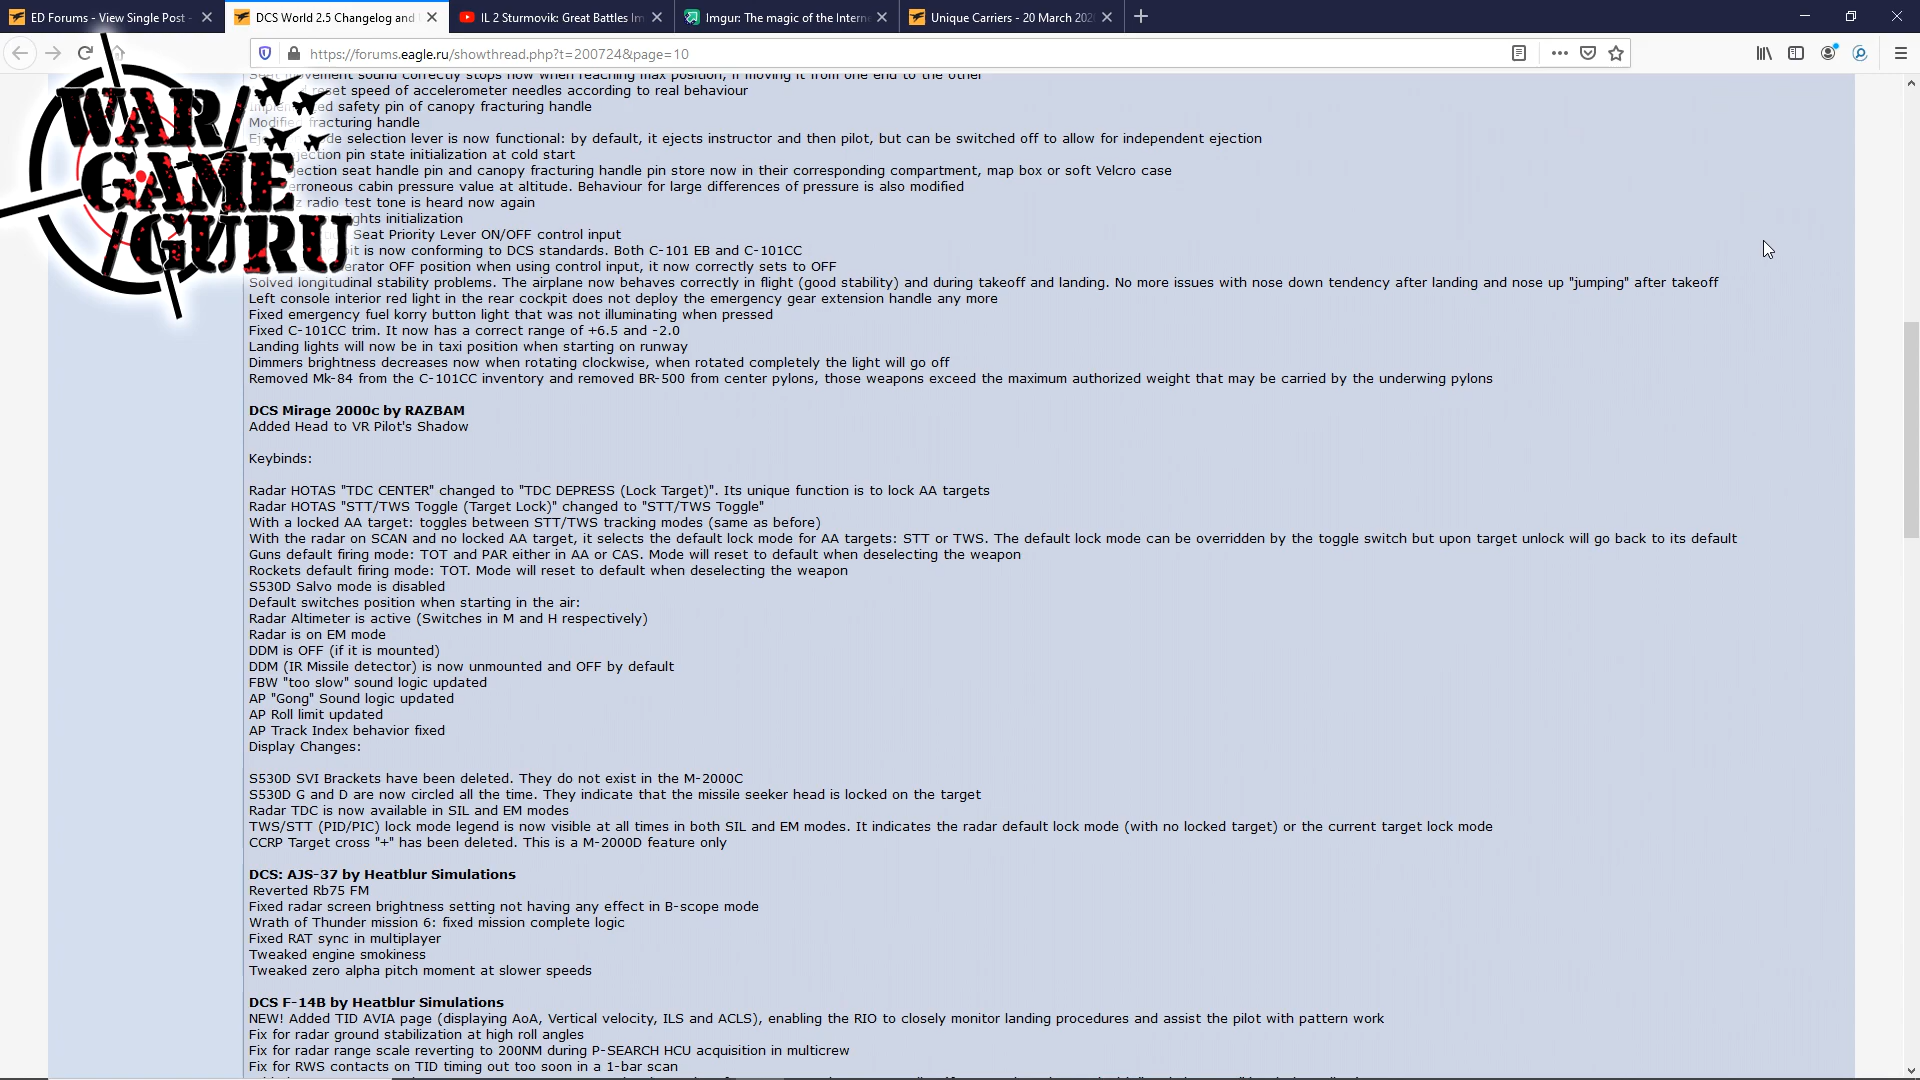 ED Forums - View Single Post -
DCS World 2.5 Changelog and
IL 2 Sturmovik: Great Battles Im
Imgur: The magic of the Intern
Unique Carriers - 20 March 202
https://forums.eagle.ru/showthread.php?t=200724&page=10
WAR/
GAME
/GURU
Seat movement sound correctly stops now when reaching max position, if moving it from one end to the other
reset speed of accelerometer needles according to real behaviour
Implemented safety pin of canopy fracturing handle
Modified fracturing handle
selection lever is now functional: by default, it ejects instructor and then pilot, but can be switched off to allow for independent ejection
ejection pin state initialization at cold start
ejection seat handle pin and canopy fracturing handle pin store now in their corresponding compartment, map box or soft Velcro case
erroneous cabin pressure value at altitude. Behaviour for large differences of pressure is also modified
radio test tone is heard now again
lights initialization
Seat Priority Lever ON/OFF control input
is now conforming to DCS standards. Both C-101 EB and C-101CC
OFF position when using control input, it now correctly sets to OFF
Solved longitudinal stability problems. The airplane now behaves correctly in flight (good stability) and during takeoff and landing. No more issues with nose down tendency after landing and nose up "jumping" after takeoff
Left console interior red light in the rear cockpit does not deploy the emergency gear extension handle any more
Fixed emergency fuel korry button light that was not illuminating when pressed
Fixed C-101CC trim. It now has a correct range of +6.5 and -2.0
Landing lights will now be in taxi position when starting on runway
Dimmers brightness decreases now when rotating clockwise, when rotated completely the light will go off
Removed Mk-84 from the C-101CC inventory and removed BR-500 from center pylons, those weapons exceed the maximum authorized weight that may be carried by the underwing pylons
DCS Mirage 2000c by RAZBAM
Added Head to VR Pilot's Shadow
Keybinds:
Radar HOTAS "TDC CENTER" changed to "TDC DEPRESS (Lock Target)". Its unique function is to lock AA targets
Radar HOTAS "STT/TWS Toggle (Target Lock)" changed to "STT/TWS Toggle"
With a locked AA target: toggles between STT/TWS tracking modes (same as before)
With the radar on SCAN and no locked AA target, it selects the default lock mode for AA targets: STT or TWS. The default lock mode can be overridden by the toggle switch but upon target unlock will go back to its default
Guns default firing mode: TOT and PAR either in AA or CAS. Mode will reset to default when deselecting the weapon
Rockets default firing mode: TOT. Mode will reset to default when deselecting the weapon
S530D Salvo mode is disabled
Default switches position when starting in the air:
Radar Altimeter is active (Switches in M and H respectively)
Radar is on EM mode
DDM is OFF (if it is mounted)
DDM (IR Missile detector) is now unmounted and OFF by default
FBW "too slow" sound logic updated
AP "Gong" Sound logic updated
AP Roll limit updated
AP Track Index behavior fixed
Display Changes:
S530D SVI Brackets have been deleted. They do not exist in the M-2000C
S530D G and D are now circled all the time. They indicate that the missile seeker head is locked on the target
Radar TDC is now available in SIL and EM modes
TWS/STT (PID/PIC) lock mode legend is now visible at all times in both SIL and EM modes. It indicates the radar default lock mode (with no locked target) or the current target lock mode
CCRP Target cross "+" has been deleted. This is a M-2000D feature only
DCS: AJS-37 by Heatblur Simulations
Reverted Rb75 FM
Fixed radar screen brightness setting not having any effect in B-scope mode
Wrath of Thunder mission 6: fixed mission complete logic
Fixed RAT sync in multiplayer
Tweaked engine smokiness
Tweaked zero alpha pitch moment at slower speeds
DCS F-14B by Heatblur Simulations
NEW! Added TID AVIA page (displaying AoA, Vertical velocity, ILS and ACLS), enabling the RIO to closely monitor landing procedures and assist the pilot with pattern work
Fix for radar ground stabilization at high roll angles
Fix for radar range scale reverting to 200NM during P-SEARCH HCU acquisition in multicrew
Fix for RWS contacts on TID timing out too soon in a 1-bar scan